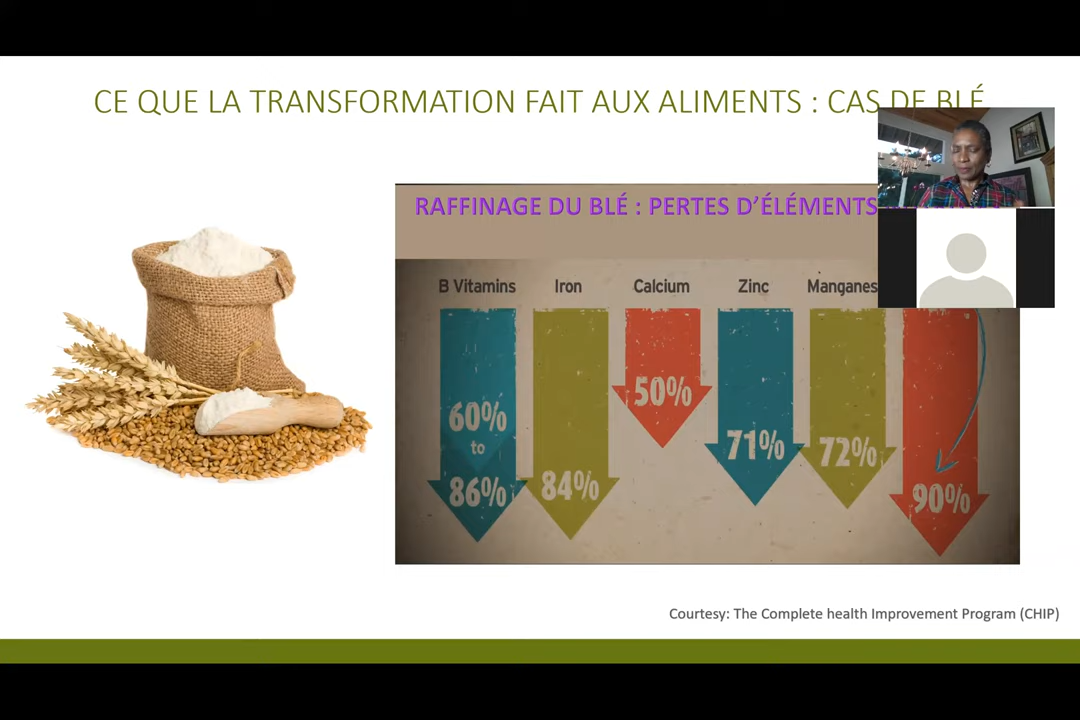 CE QUE LA TRANSFORMATION FAIT AUX ALIMENTS : CAS DE BLÉ
RAFFINAGE DU BLÉ : PERTES D’ÉLÉMENTS
B Vitamins Iron Calcium Zinc Manganes
60%
to
86%
84%
50%
71%
72%
90%
Courtesy: The Complete health Improvement Program (CHIP)